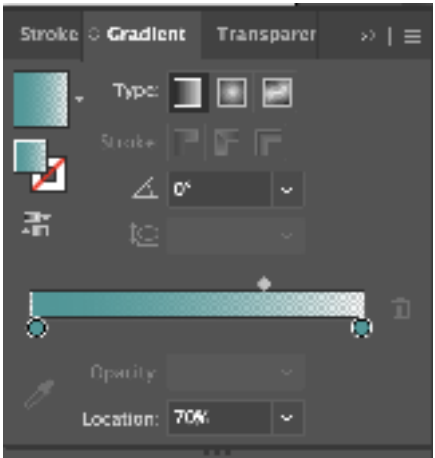 Stroke Gradient Transparer
Type:
Stroke:
0°
Opacity:
Location: 70%